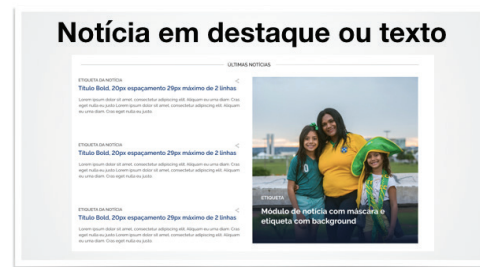 Notícia em destaque ou texto
ÚLTIMAS NOTÍCIAS
ETIQUETA DA NOTÍCIA
Título Bold, 20px espaçamento 29px máximo de 2 linhas
Lorem ipsum dolor sit amet, consectetur adipiscing elit. Aliquam eu urna diam. Cras
eget nulla eu justo Lorem ipsum dolor sit amet, consectetur adipiscing elit. Aliquam
eu urna diam. Cras eget nulla eu justo.
ETIQUETA DA NOTÍCIA
Título Bold, 20px espaçamento 29px máximo de 2 linhas
Lorem ipsum dolor sit amet, consectetur adipiscing elit. Aliquam eu urna diam. Cras
eget nulla eu justo Lorem ipsum dolor sit amet, consectetur adipiscing elit. Aliquam
eu urna diam. Cras eget nulla eu justo.
ETIQUETA DA NOTÍCIA
Título Bold, 20px espaçamento 29px máximo de 2 linhas
Lorem ipsum dolor sit amet, consectetur adipiscing elit. Aliquam eu urna diam. Cras
eget nulla eu justo Lorem ipsum dolor sit amet, consectetur adipiscing elit. Aliquam
eu urna diam. Cras eget nulla eu justo.
ETIQUETA
Módulo de notícia com máscara e
etiqueta com background